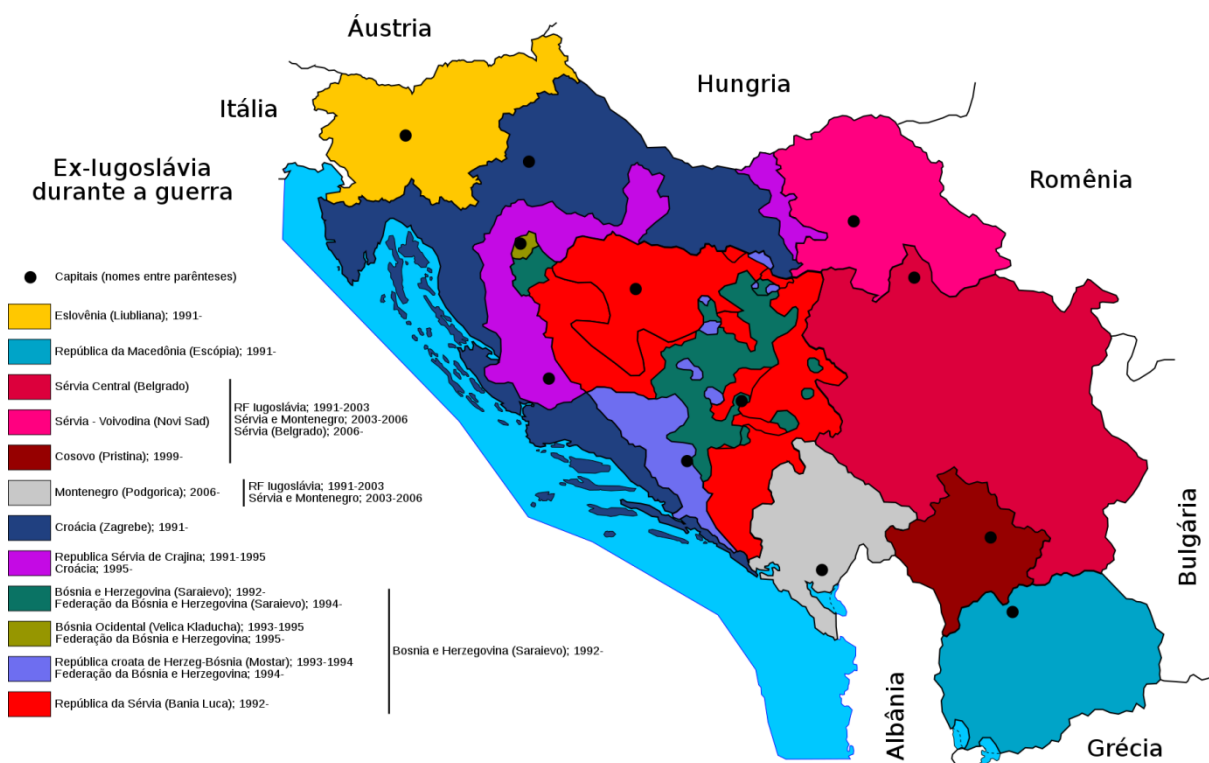 Áustria
Hungria
Itália
Ex-Iugoslávia
durante a guerra
Romênia
Capitais (nomes entre parênteses)
Eslovênia (Liubliana); 1991-
República da Macedônia (Escópia); 1991-
Sérvia Central (Belgrado)
Sérvia - Voivodina (Novi Sad)
Cosovo (Pristina); 1999-
RF Iugoslávia; 1991-2003
Sérvia e Montenegro; 2003-2006
Sérvia (Belgrado); 2006-
Montenegro (Podgorica); 2006-
RF Iugoslávia; 1991-2003
Sérvia e Montenegro; 2003-2006
Croácia (Zagrebe); 1991-
Republica Sérvia de Crajina; 1991-1995
Croácia; 1995-
Bósnia e Herzegovina (Saraievo); 1992-
Federação da Bósnia e Herzegovina (Saraievo); 1994-
Bósnia Ocidental (Velica Kladucha); 1993-1995
Federação da Bósnia e Herzegovina; 1995-
República croata de Herzeg-Bósnia (Mostar); 1993-1994
Federação da Bósnia e Herzegovina; 1994-
República da Sérvia (Bania Luca); 1992-
Bosnia e Herzegovina (Saraievo); 1992-
Bulgária
Albânia
Grécia